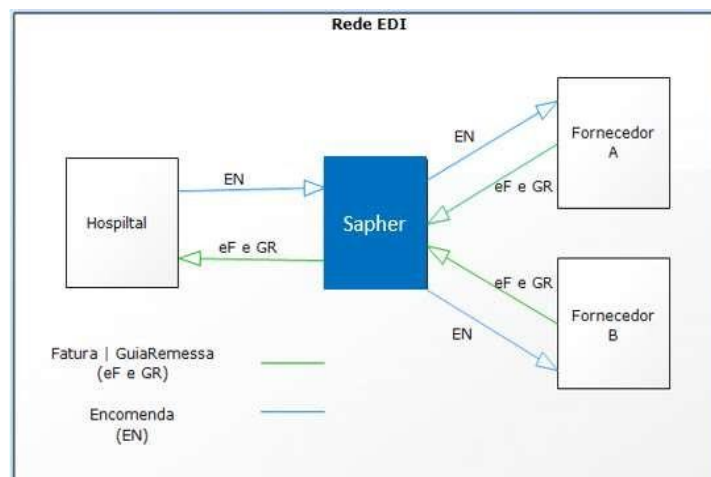 Rede EDI
EN
Fornecedor
A
EN
eF e GR
Hospiltal
Sapher
eF e GR
eF e GR
Fornecedor
B
EN
Fatura | GuiaRemessa
(eF e GR)
Encomenda
(EN)